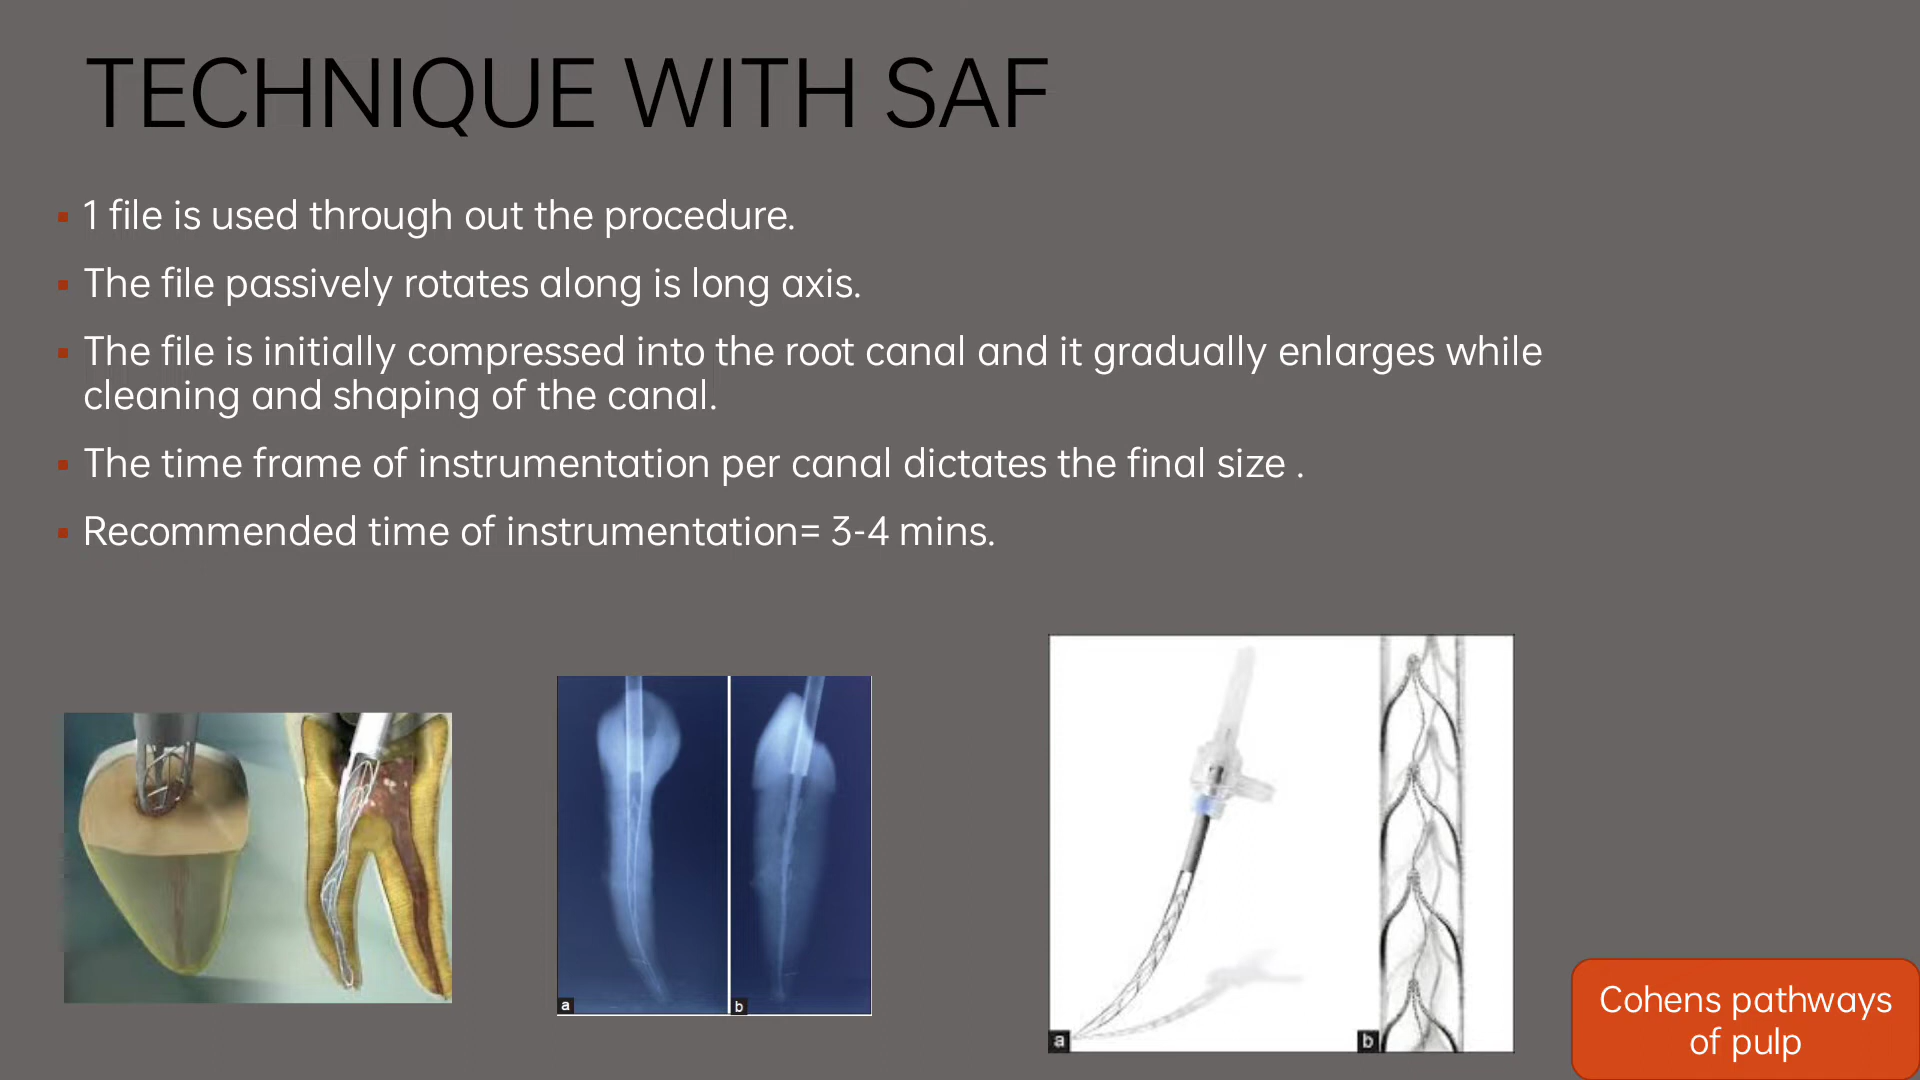 TECHNIQUE WITH SAF
1 file is used through out the procedure.
The file passively rotates along is long axis.
The file is initially compressed into the root canal and it gradually enlarges while
cleaning and shaping of the canal.
The time frame of instrumentation per canal dictates the final size .
Recommended time of instrumentation= 3-4 mins.
a
b
a
b
Cohens pathways
of pulp